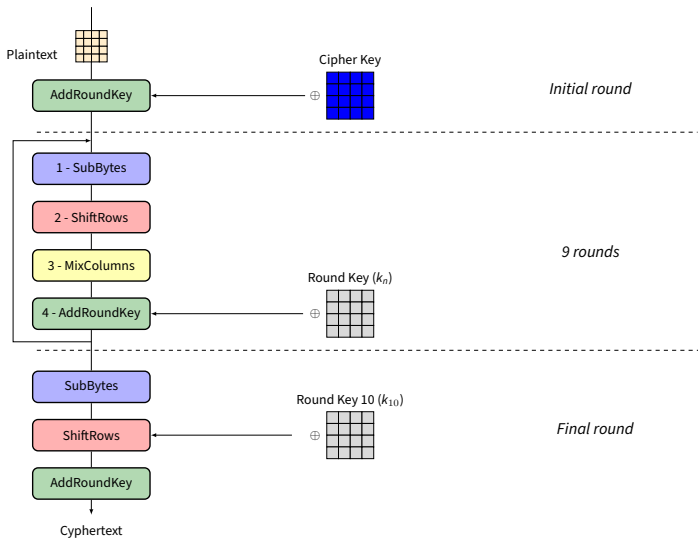 Plaintext
Cipher Key
AddRoundKey
⊕
Initial round
1 - SubBytes
2 - ShiftRows
9 rounds
3 - MixColumns
Round Key (kₙ)
4 - AddRoundKey
⊕
SubBytes
Round Key 10 (k₁₀)
ShiftRows
⊕
Final round
AddRoundKey
Cyphertext